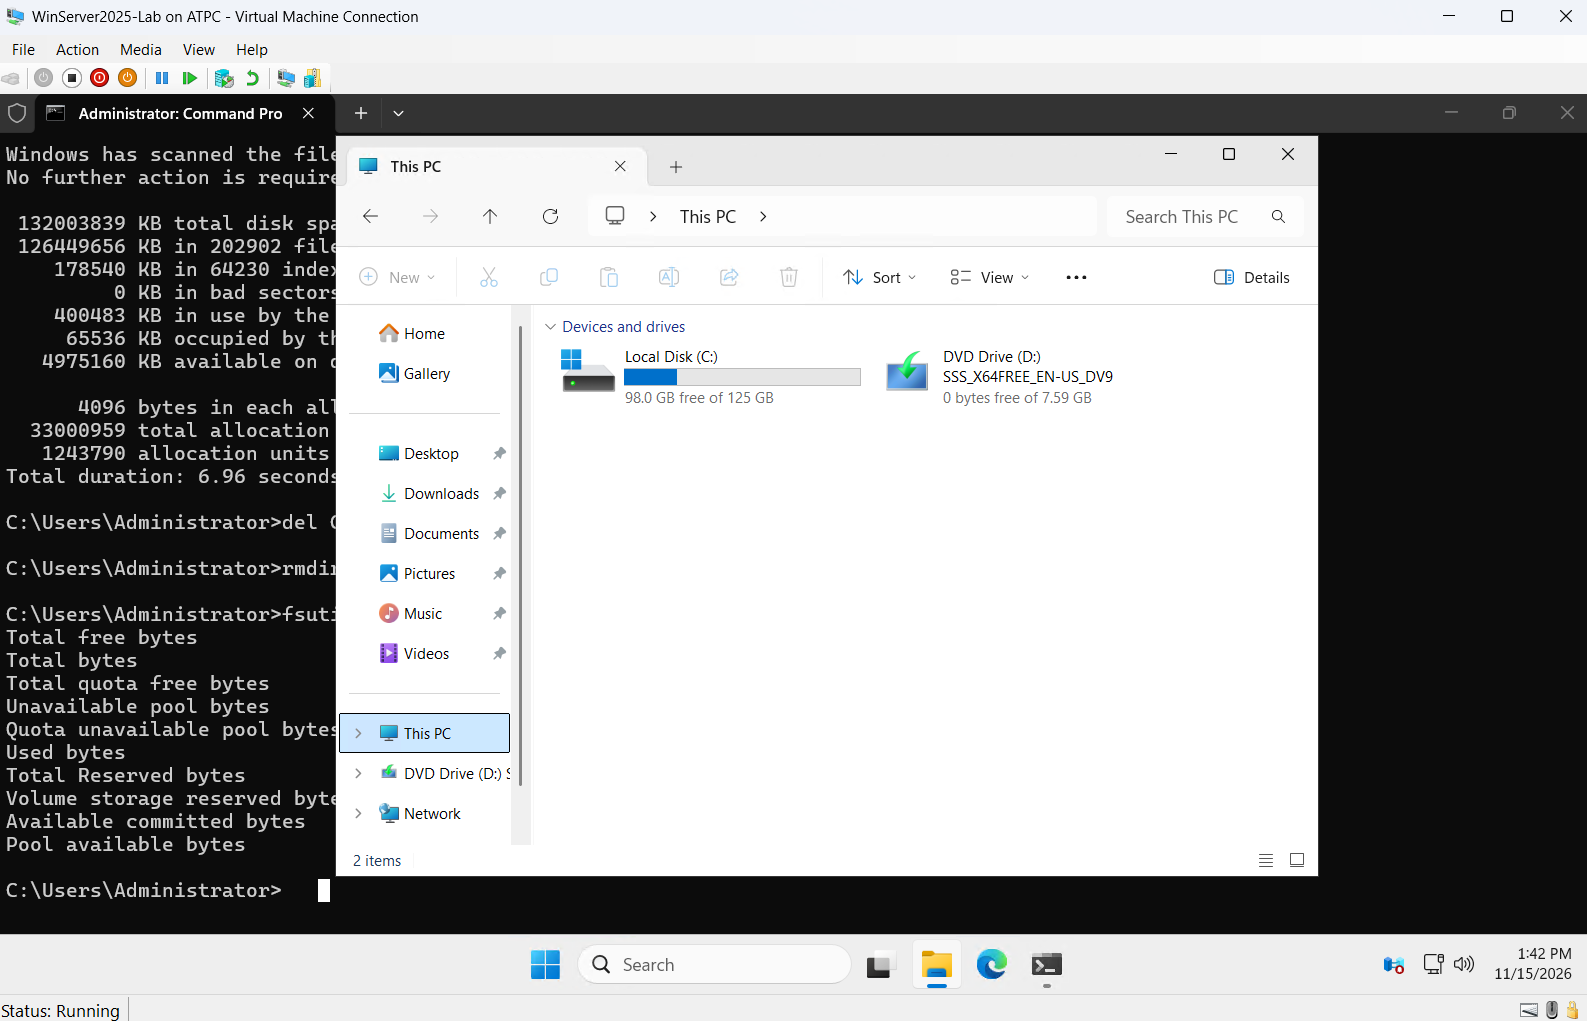 WinServer2025-Lab on ATPC - Virtual Machine Connection
File Action Media View Help
Administrator: Command Pro
Windows has scanned the file
No further action is require
132003839 KB total disk spa
126449656 KB in 202902 file
178540 KB in 64230 index
0 KB in bad sectors
400483 KB in use by the
65536 KB occupied by th
4975160 KB available on d
4096 bytes in each all
33000959 total allocation
1243790 allocation units
Total duration: 6.96 seconds
C:\Users\Administrator>del C
C:\Users\Administrator>rmdir
C:\Users\Administrator>fsuti
Total free bytes
Total bytes
Total quota free bytes
Unavailable pool bytes
Quota unavailable pool bytes
Used bytes
Total Reserved bytes
Volume storage reserved byte
Available committed bytes
Pool available bytes
C:\Users\Administrator>
This PC
This PC
Search This PC
New
Sort
View
Details
Home
Gallery
Desktop
Downloads
Documents
Pictures
Music
Videos
This PC
DVD Drive (D:) S
Network
Devices and drives
Local Disk (C:)
98.0 GB free of 125 GB
DVD Drive (D:)
SSS_X64FREE_EN-US_DV9
0 bytes free of 7.59 GB
2 items
Search
1:42 PM
11/15/2026
Status: Running